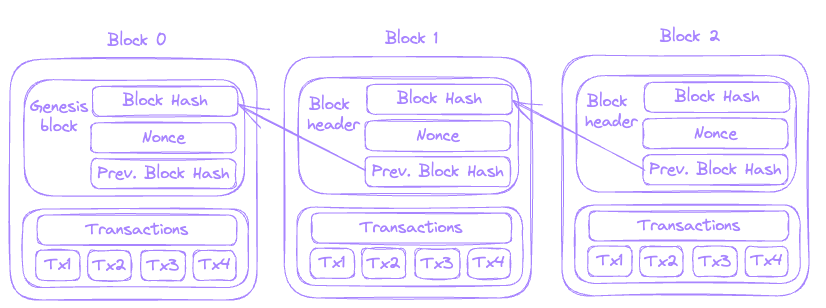 Block 0
Genesis
block
Block Hash
Nonce
Prev. Block Hash
Transactions
Tx1 Tx2 Tx3 Tx4
Block 1
Block
header
Block Hash
Nonce
Prev. Block Hash
Transactions
Tx1 Tx2 Tx3 Tx4
Block 2
Block
header
Block Hash
Nonce
Prev. Block Hash
Transactions
Tx1 Tx2 Tx3 Tx4